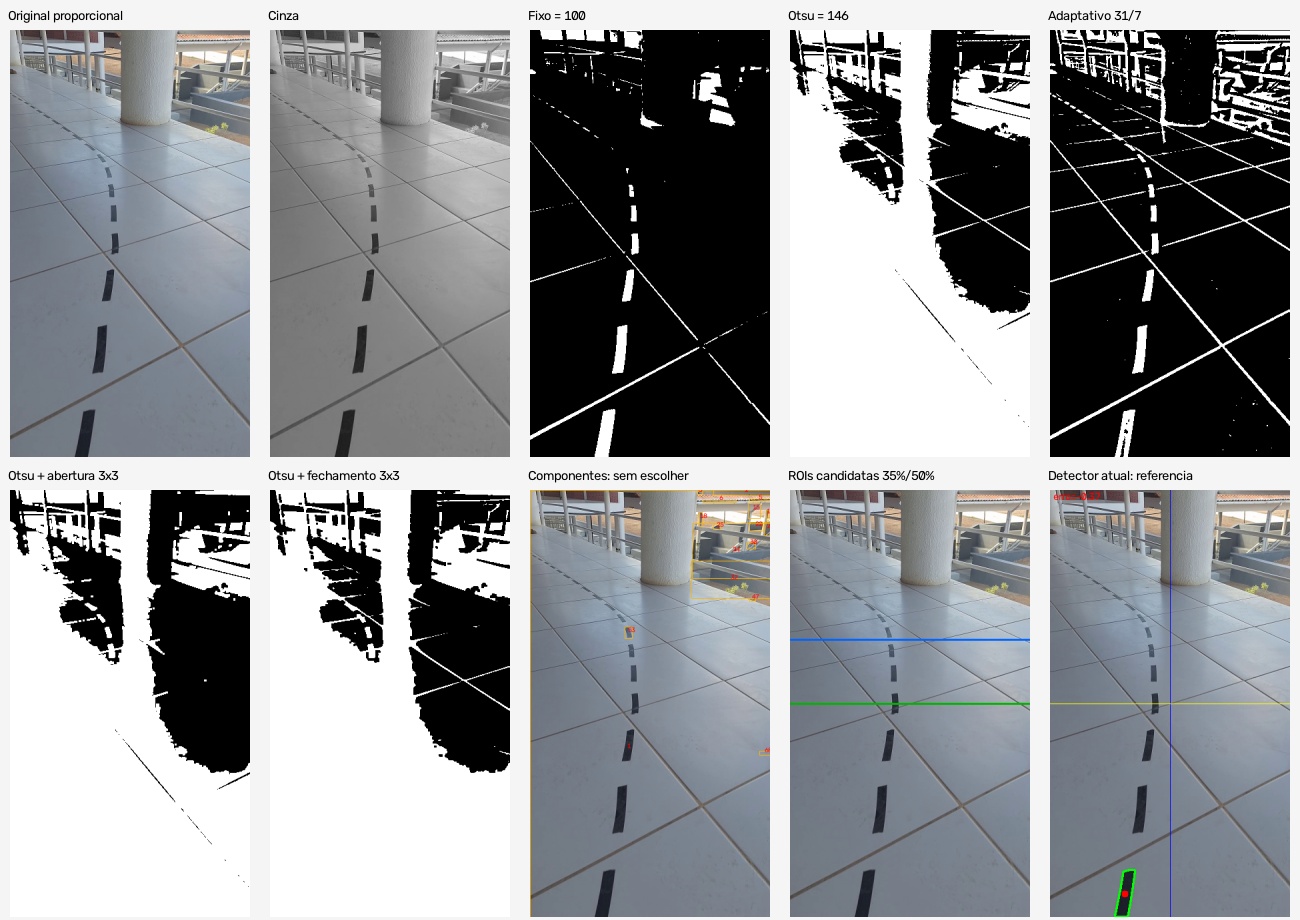 Original proporcional
Cinza
Fixo = 100
Otsu = 146
Adaptativo 31/7
Otsu + abertura 3x3
Otsu + fechamento 3x3
Componentes: sem escolher
ROIs candidatas 35%/50%
Detector atual: referencia